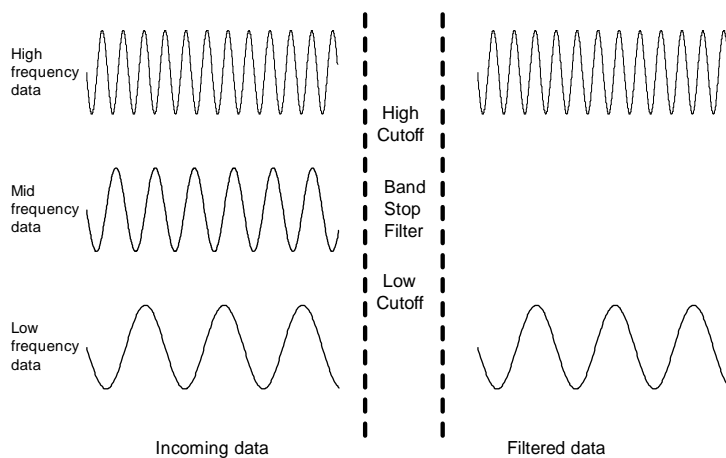 High
frequency
data
High
Cutoff
Mid
frequency
data
Band
Stop
Filter
Low
Cutoff
Low
frequency
data
Incoming data
Filtered data